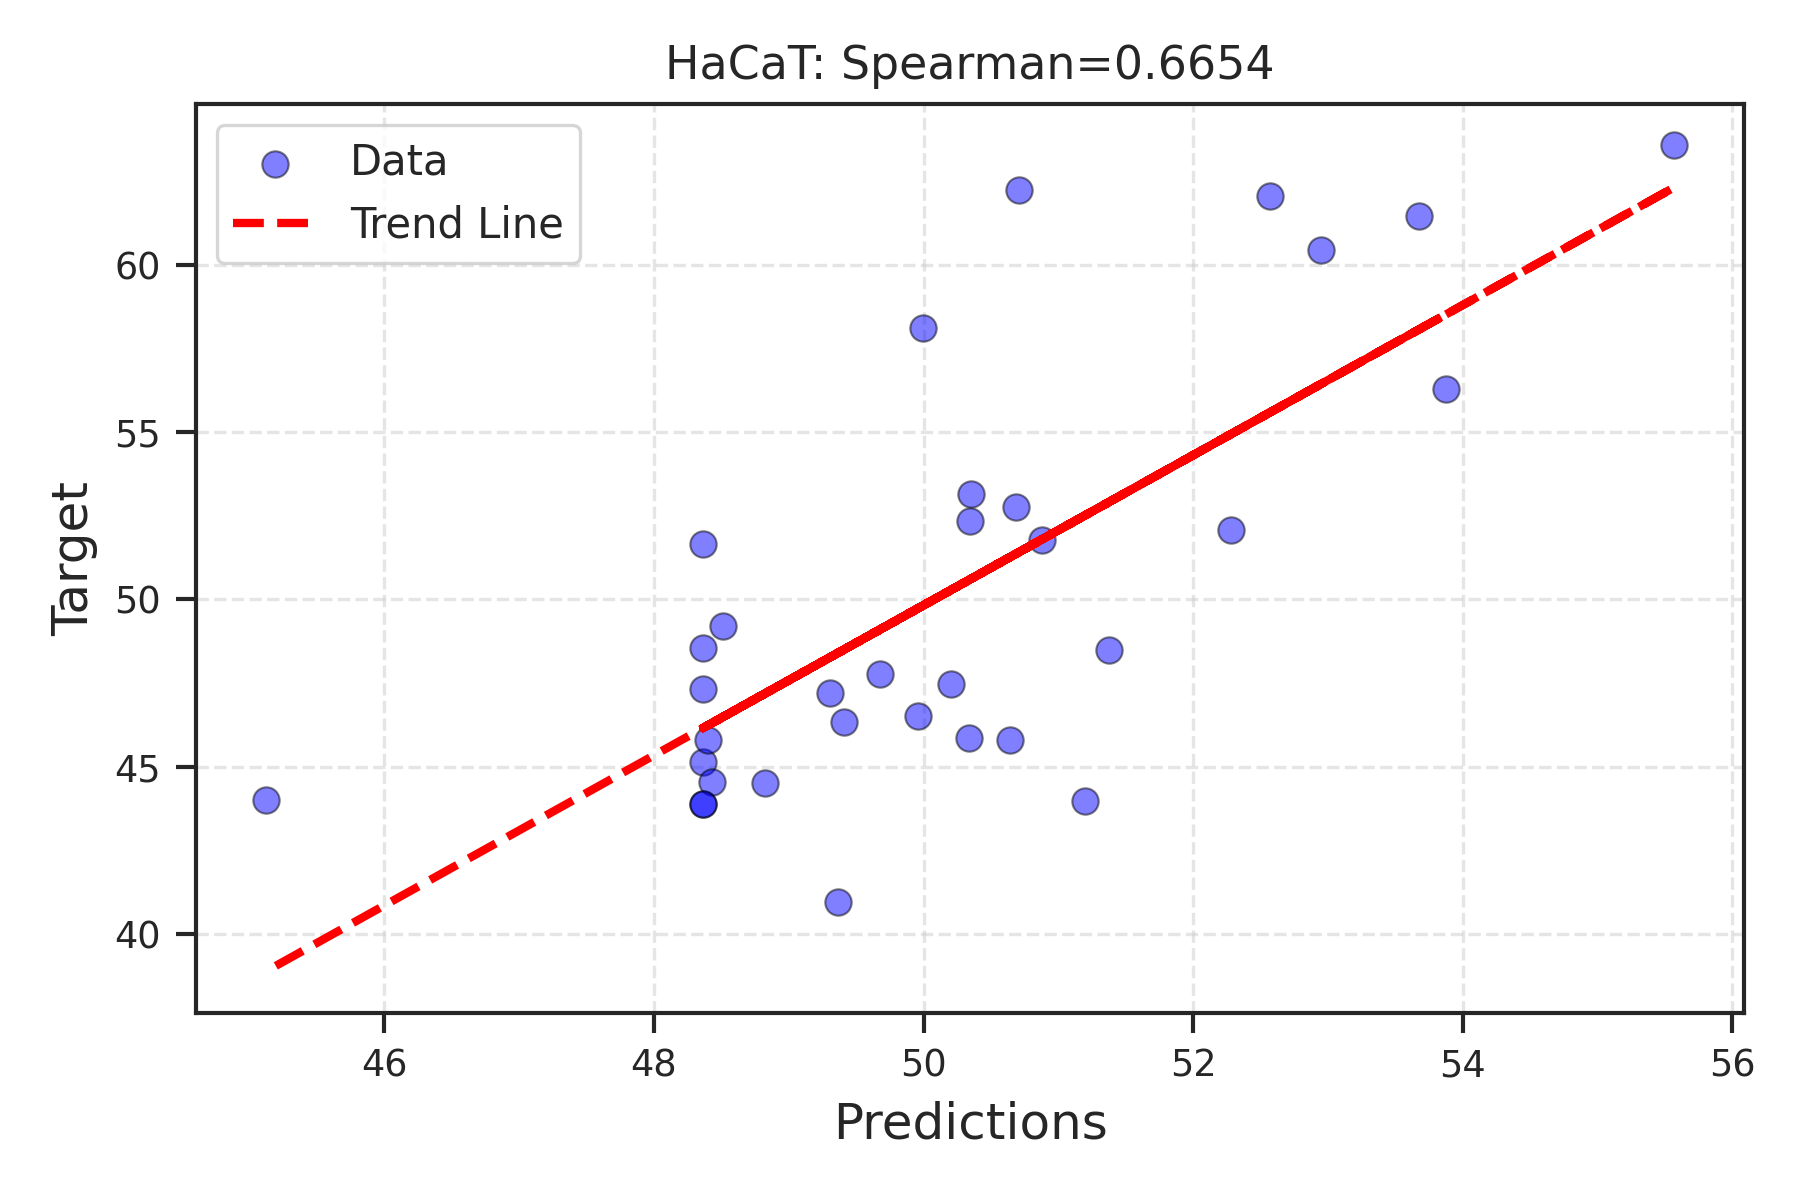 HaCaT: Spearman=0.6654
Data
Trend Line
60
55
50
45
40
Target
46 48 50 52 54 56
Predictions